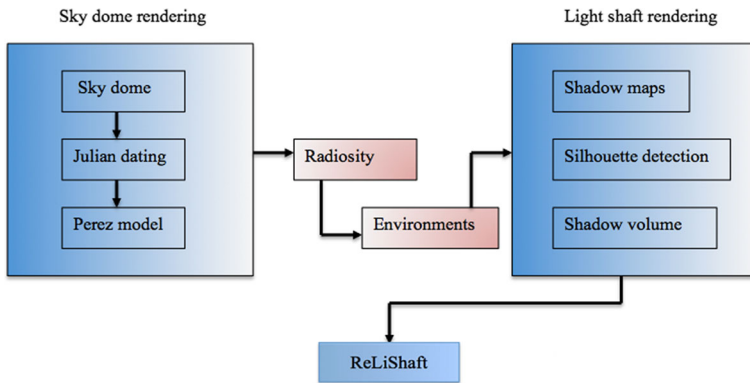 Sky dome rendering
Light shaft rendering
Sky dome
Julian dating
Perez model
Radiosity
Environments
Shadow maps
Silhouette detection
Shadow volume
ReLiShaft